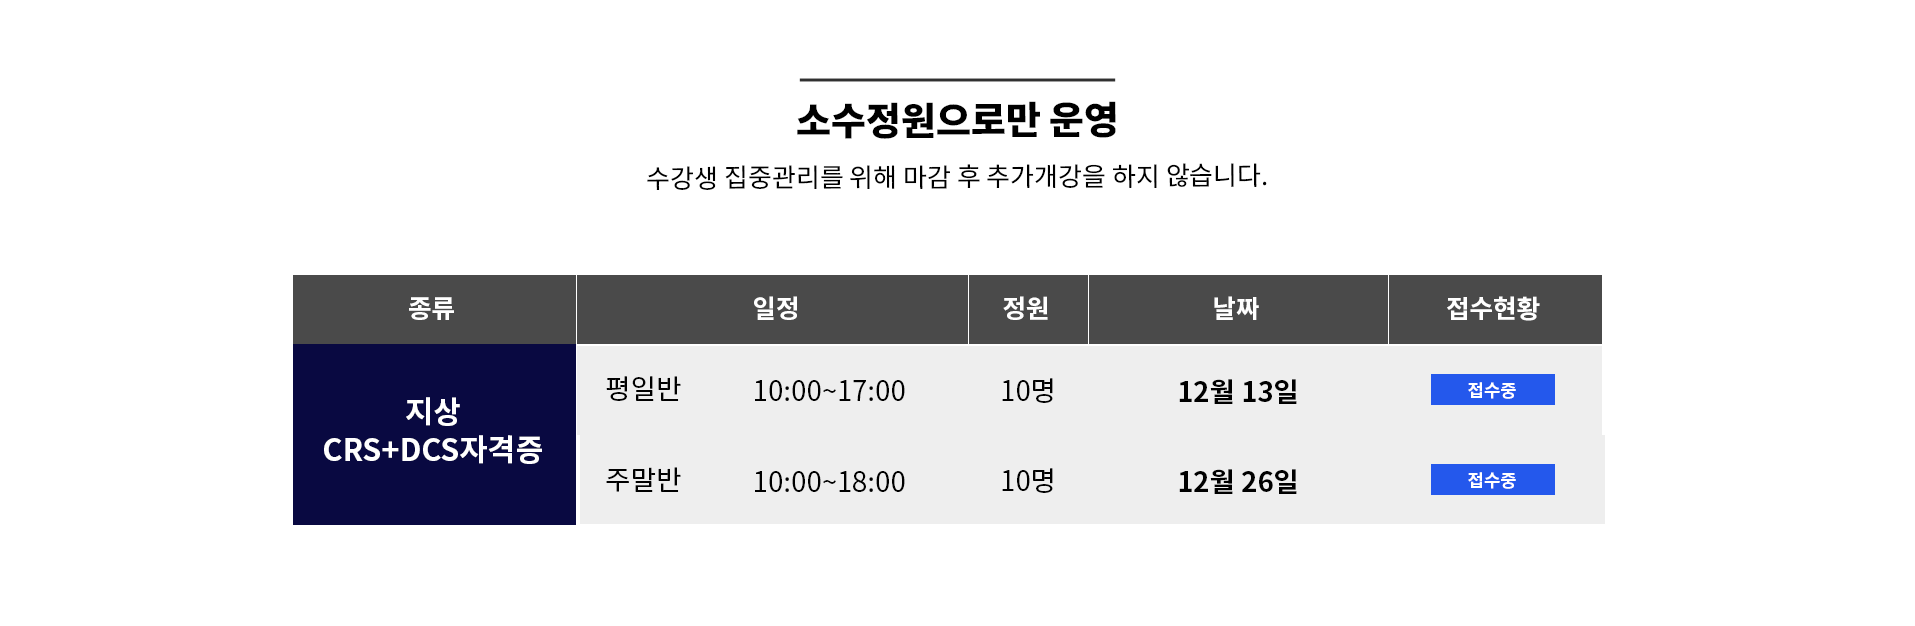 소수정원으로만 운영
수강생 집중관리를 위해 마감 후 추가개강을 하지 않습니다.
종류 일정 정원 날짜 접수현황
지상
CRS+DCS자격증
평일반 10:00~17:00 10명 12월 13일 접수중
주말반 10:00~18:00 10명 12월 26일 접수중